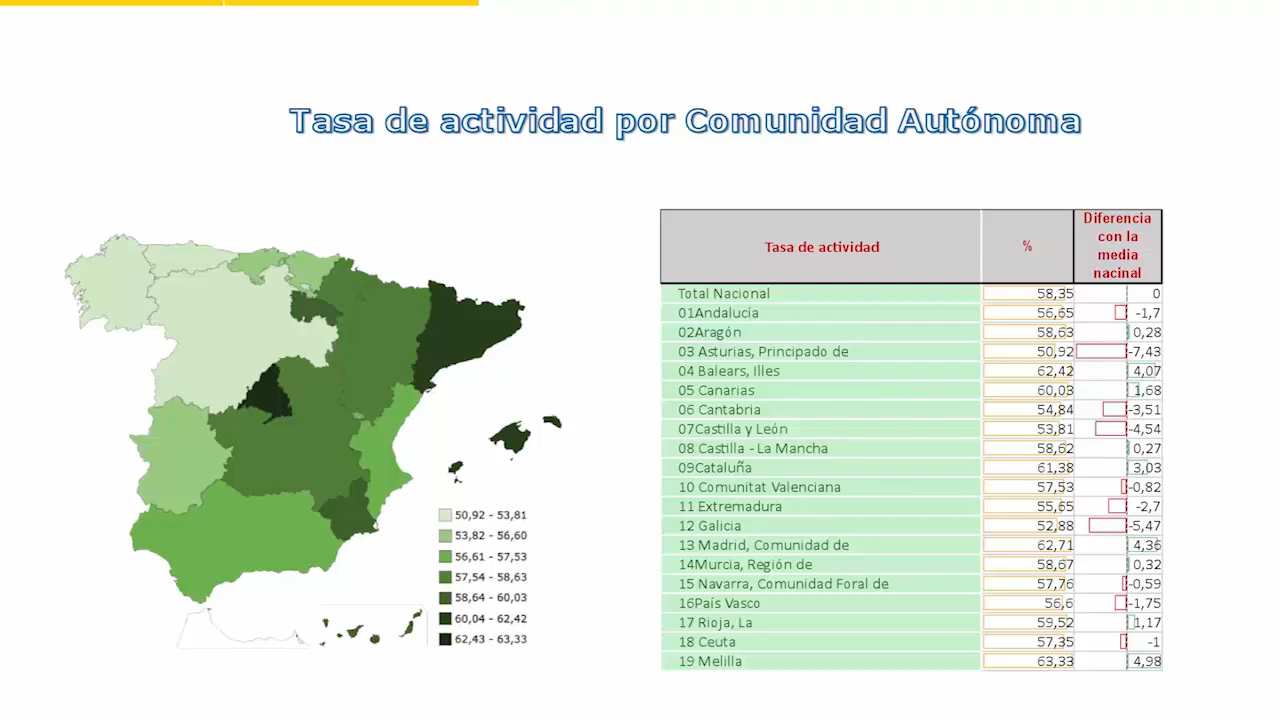 Tasa de actividad por Comunidad Autónoma
Tasa de actividad % Diferencia con la media nacinal
Total Nacional 58,35 0
01Andalucía 56,65 -1,7
02Aragón 58,63 0,28
03 Asturias, Principado de 50,92 -7,43
04 Balears, Illes 62,42 4,07
05 Canarias 60,03 1,68
06 Cantabria 54,84 -3,51
07Castilla y León 53,81 -4,54
08 Castilla - La Mancha 58,62 0,27
09Cataluña 61,38 3,03
10 Comunitat Valenciana 57,53 -0,82
11 Extremadura 55,65 -2,7
12 Galicia 52,88 -5,47
13 Madrid, Comunidad de 62,71 4,36
14Murcia, Región de 58,67 0,32
15 Navarra, Comunidad Foral de 57,76 -0,59
16País Vasco 56,6 -1,75
17 Rioja, La 59,52 1,17
18 Ceuta 57,35 -1
19 Melilla 63,33 4,98
50,92 - 53,81
53,82 - 56,60
56,61 - 57,53
57,54 - 58,63
58,64 - 60,03
60,04 - 62,42
62,43 - 63,33